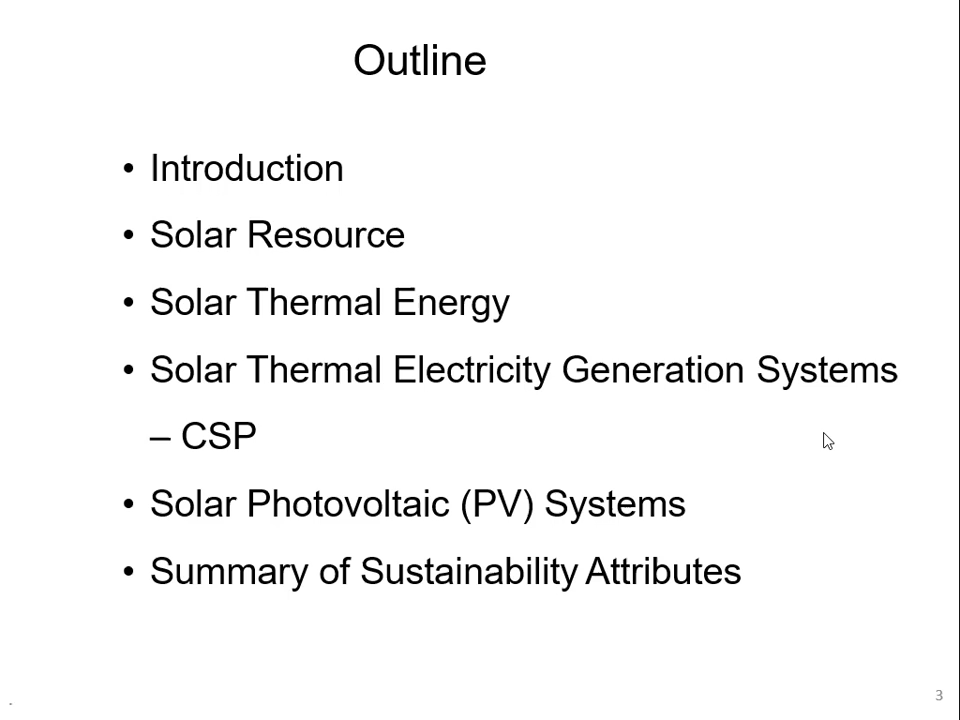 Outline
• Introduction
• Solar Resource
• Solar Thermal Energy
• Solar Thermal Electricity Generation Systems
– CSP
• Solar Photovoltaic (PV) Systems
• Summary of Sustainability Attributes
.
3